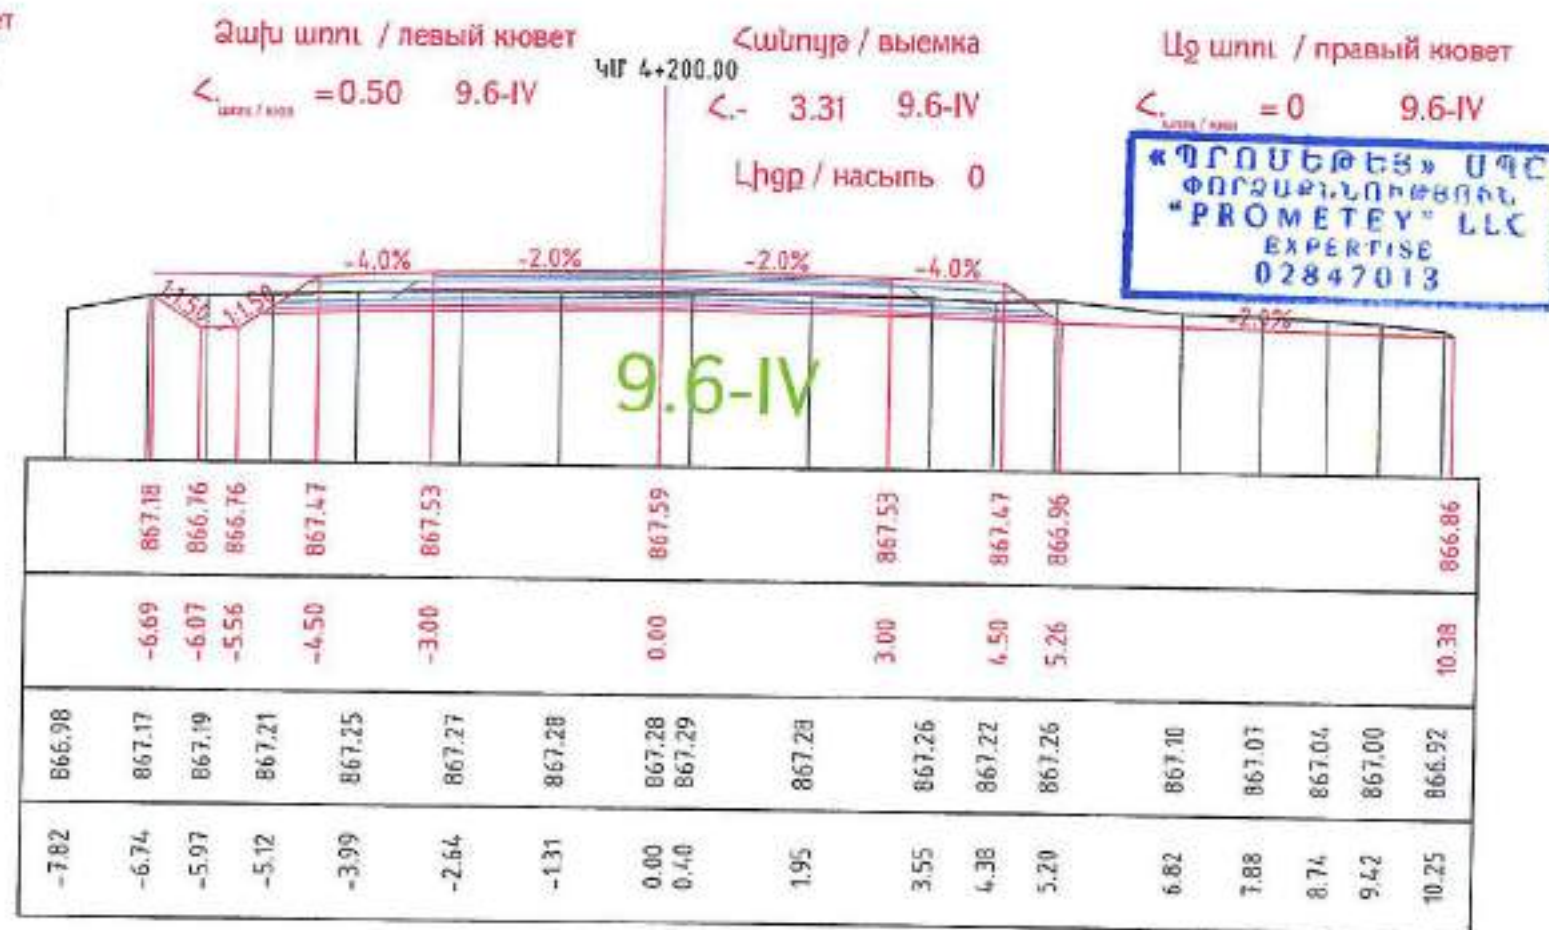 Ձախ առու / левый кювет
Հ. առու / кюв = 0.50 9.6-IV
ԿՄ 4+200.00
Հանույթ / выемка
Հ.- 3.31 9.6-IV
Լիցք / насыпь 0
Աջ առու / правый кювет
Հ. առու / кюв = 0 9.6-IV
«ՊՐՈՄԵԹԵՅ» ՍՊԸ
ՓՈՐՁԱՔՆՆՈՒԹՅՈՒՆ
"PROMETEY" LLC
EXPERTISE
02847013
-4.0% -2.0% -2.0% -4.0%
1:1.50 1:1.50 -2.0%
9.6-IV
867.18 866.76 866.76 867.47 867.53 867.59 867.53 867.47 866.96 866.86
-6.69 -6.07 -5.56 -4.50 -3.00 0.00 3.00 4.50 5.26 10.38
866.98 867.17 867.19 867.21 867.25 867.27 867.28 867.28 867.29 867.28 867.26 867.22 867.26 867.10 867.07 867.04 867.00 866.92
-7.82 -6.74 -5.97 -5.12 -3.99 -2.64 -1.31 0.00 0.40 1.95 3.55 4.38 5.20 6.82 7.88 8.74 9.42 10.25